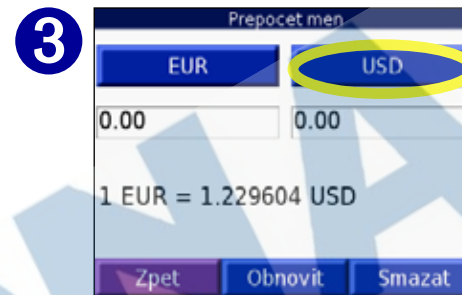 3
Prepocet men
EUR USD
0.00 0.00
1 EUR = 1.229604 USD
Zpet Obnovit Smazat